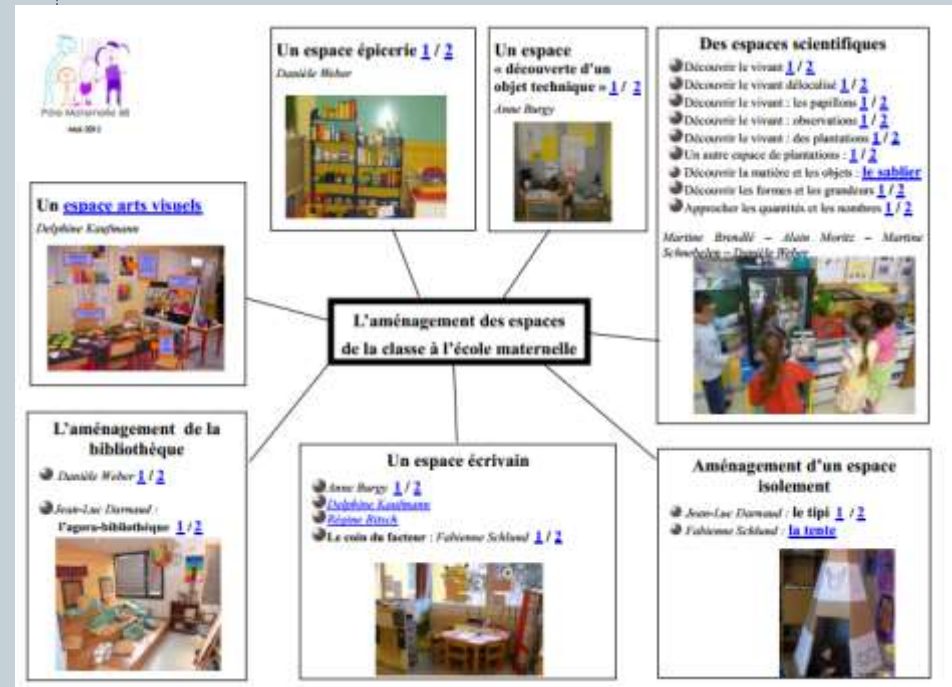 Pôle Maternelle 68
Mai 2012
Un espace épicerie 1 / 2
Danièle Weber
Un espace
« découverte d'un
objet technique » 1 / 2
Anne Burgy
Des espaces scientifiques
Découvrir le vivant 1 / 2
Découvrir le vivant délocalisé 1 / 2
Découvrir le vivant : les papillons 1 / 2
Découvrir le vivant : observations 1 / 2
Découvrir le vivant : des plantations 1 / 2
Un autre espace de plantations : 1 / 2
Découvrir la matière et les objets : le sablier
Découvrir les formes et les grandeurs 1 / 2
Approcher les quantités et les nombres 1 / 2
Martine Brendlé – Alain Moritz – Martine
Schnebelen – Danièle Weber
Un espace arts visuels
Delphine Kaufmann
L'aménagement des espaces
de la classe à l'école maternelle
L'aménagement de la
bibliothèque
Danièle Weber 1 / 2
Jean-Luc Darnaud :
l'agora-bibliothèque 1 / 2
Un espace écrivain
Anne Burgy 1 / 2
Delphine Kaufmann
Régine Ritsch
Le coin du facteur : Fabienne Schlund 1 / 2
Aménagement d'un espace
isolement
Jean-Luc Darnaud : le tipi 1 / 2
Fabienne Schlund : la tente